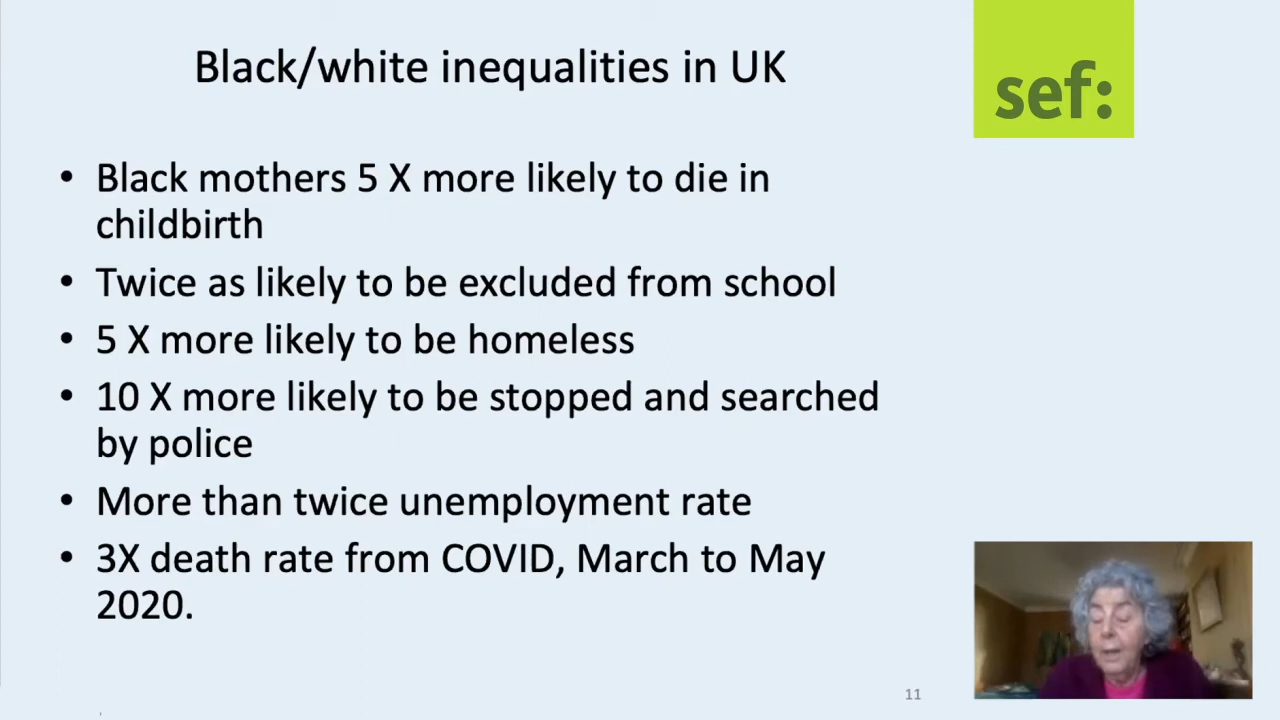 Black/white inequalities in UK
sef:
• Black mothers 5 X more likely to die in
childbirth
• Twice as likely to be excluded from school
• 5 X more likely to be homeless
• 10 X more likely to be stopped and searched
by police
• More than twice unemployment rate
• 3X death rate from COVID, March to May
2020.
11